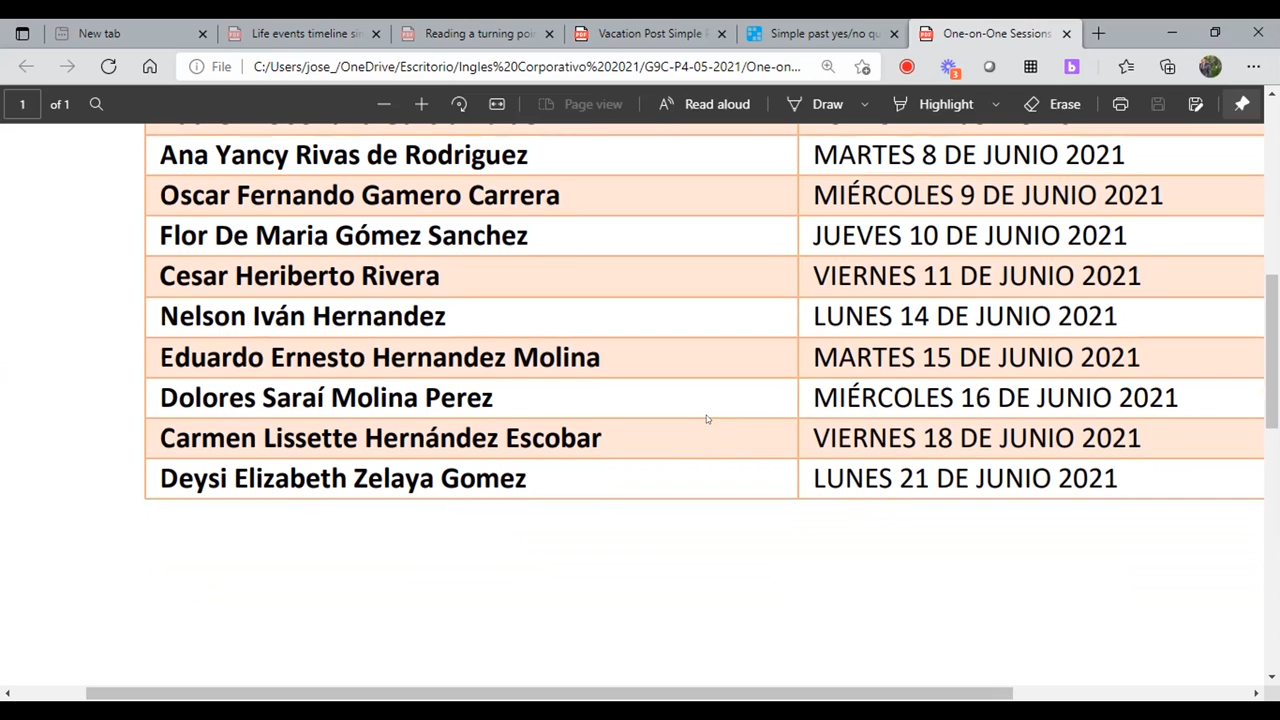 New tab
Life events timeline sin
Reading a turning poi
Vacation Post Simple
Simple past yes/no qu
One-on-One Sessions
File
C:/Users/jose_/OneDrive/Escritorio/Ingles%20Corporativo%202021/G9C-P4-05-2021/One-on...
3
b
1 of 1
Page view
Read aloud
Draw
Highlight
Erase
Ana Yancy Rivas de Rodriguez MARTES 8 DE JUNIO 2021
Oscar Fernando Gamero Carrera MIÉRCOLES 9 DE JUNIO 2021
Flor De Maria Gómez Sanchez JUEVES 10 DE JUNIO 2021
Cesar Heriberto Rivera VIERNES 11 DE JUNIO 2021
Nelson Iván Hernandez LUNES 14 DE JUNIO 2021
Eduardo Ernesto Hernandez Molina MARTES 15 DE JUNIO 2021
Dolores Saraí Molina Perez MIÉRCOLES 16 DE JUNIO 2021
Carmen Lissette Hernández Escobar VIERNES 18 DE JUNIO 2021
Deysi Elizabeth Zelaya Gomez LUNES 21 DE JUNIO 2021